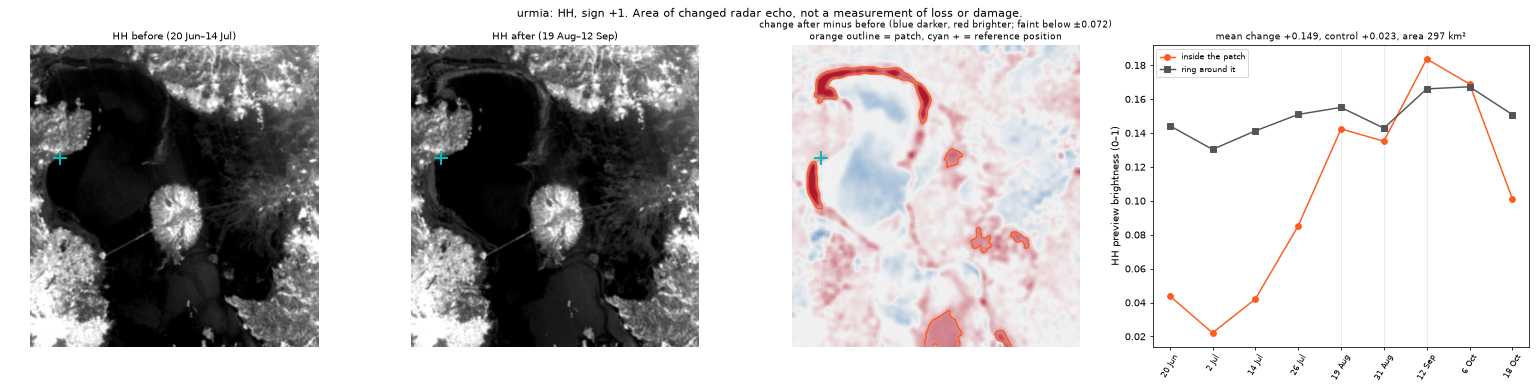 urmia: HH, sign +1. Area of changed radar echo, not a measurement of loss or damage.
HH before (20 Jun–14 Jul)
HH after (19 Aug–12 Sep)
change after minus before (blue darker, red brighter; faint below ±0.072)
orange outline = patch, cyan + = reference position
mean change +0.149, control +0.023, area 297 km²
inside the patch
ring around it
HH preview brightness (0–1)
0.18
0.16
0.14
0.12
0.10
0.08
0.06
0.04
0.02
20 Jun
2 Jul
14 Jul
26 Jul
19 Aug
31 Aug
12 Sep
6 Oct
18 Oct